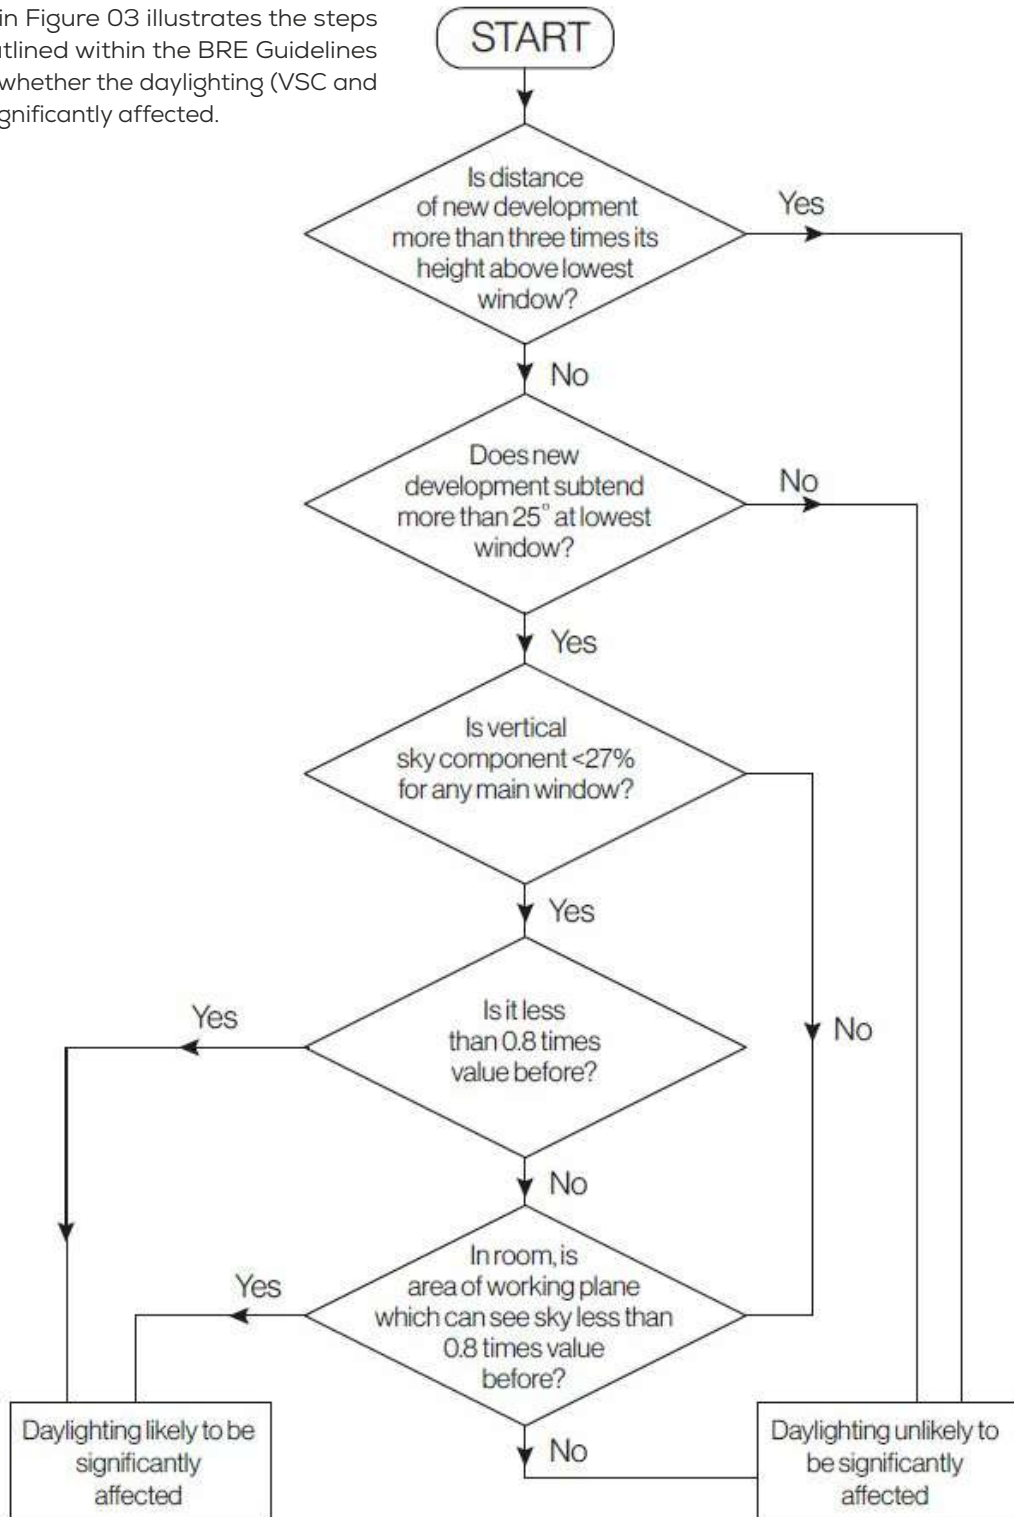 in Figure 03 illustrates the steps
outlined within the BRE Guidelines
whether the daylighting (VSC and
significantly affected.
START
Is distance
of new development
more than three times its
height above lowest
window?
Yes
No
Does new
development subtend
more than 25° at lowest
window?
No
Yes
Is vertical
sky component <27%
for any main window?
Yes
No
Is it less
than 0.8 times
value before?
Yes
No
In room, is
area of working plane
which can see sky less than
0.8 times value
before?
Yes
No
Daylighting likely to be
significantly
affected
Daylighting unlikely to
be significantly
affected